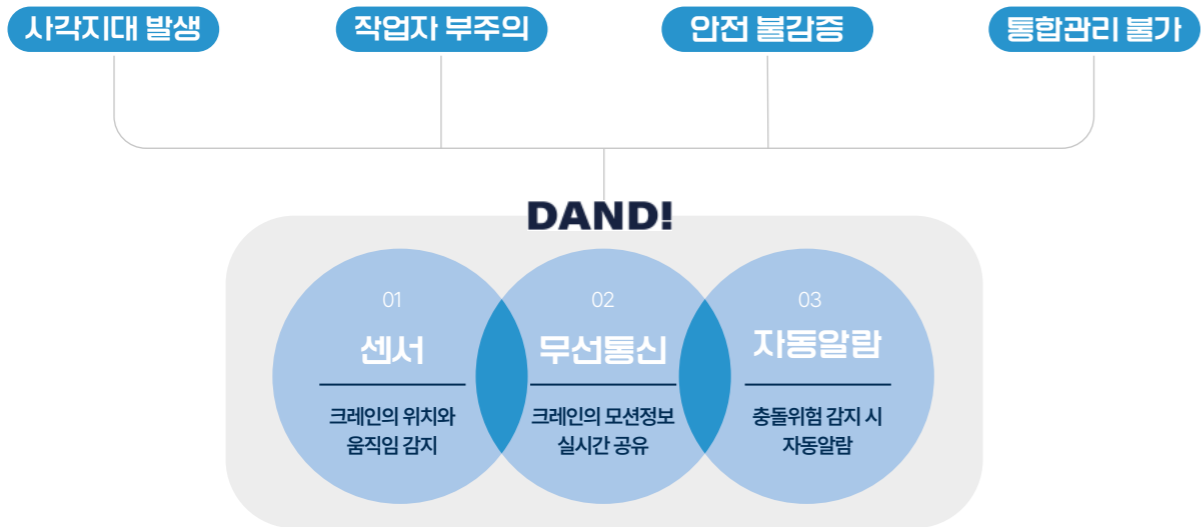 사각지대 발생
작업자 부주의
안전 불감증
통합관리 불가
DAND!
01
센서
크레인의 위치와
움직임 감지
02
무선통신
크레인의 모션정보
실시간 공유
03
자동알람
충돌위험 감지 시
자동알람